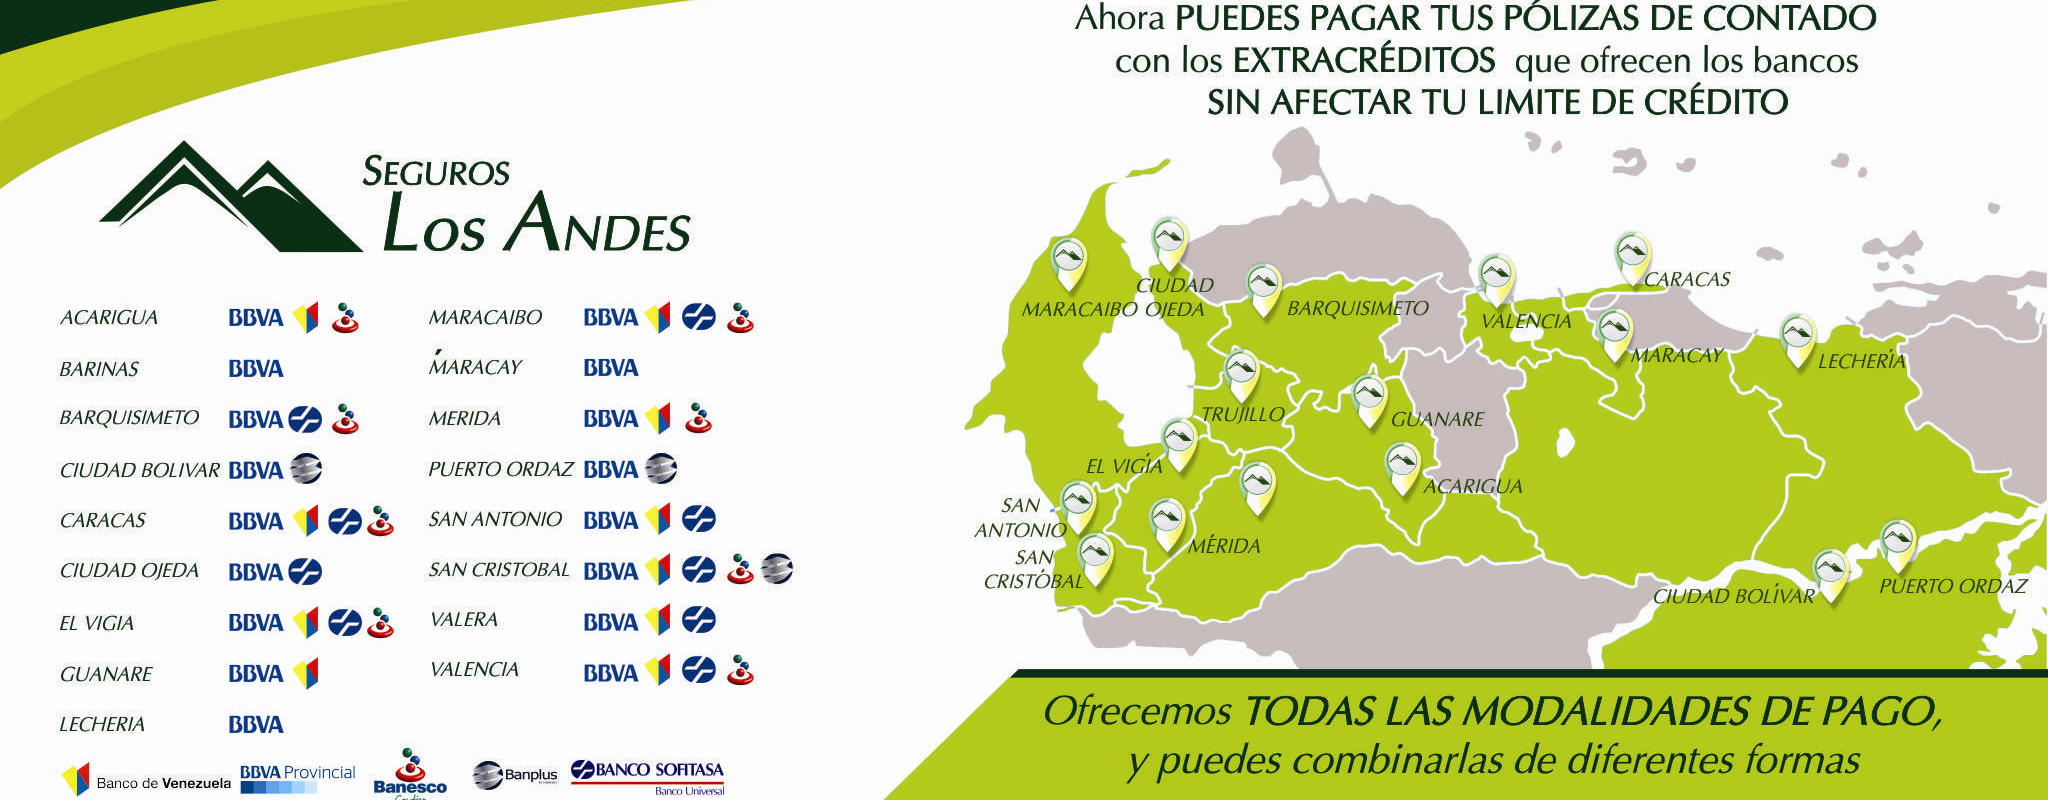 Ahora PUEDES PAGAR TUS PÓLIZAS DE CONTADO
con los EXTRACRÉDITOS que ofrecen los bancos
SIN AFECTAR TU LIMITE DE CRÉDITO
SEGUROS
LOS ANDES
ACARIGUA BBVA
BARINAS BBVA
BARQUISIMETO BBVA
CIUDAD BOLIVAR BBVA
CARACAS BBVA
CIUDAD OJEDA BBVA
EL VIGIA BBVA
GUANARE BBVA
LECHERIA BBVA
MARACAIBO BBVA
MARACAY BBVA
MERIDA BBVA
PUERTO ORDAZ BBVA
SAN ANTONIO BBVA
SAN CRISTOBAL BBVA
VALERA BBVA
VALENCIA BBVA
Banco de Venezuela
BBVA Provincial
Banesco
Banplus
BANCO SOFITASA
Banco Universal
MARACAIBO
CIUDAD
OJEDA
BARQUISIMETO
VALENCIA
CARACAS
MARACAY
LECHERÍA
TRUJILLO
GUANARE
EL VIGÍA
ACARIGUA
SAN
ANTONIO
SAN
CRISTÓBAL
MÉRIDA
CIUDAD BOLÍVAR
PUERTO ORDAZ
Ofrecemos TODAS LAS MODALIDADES DE PAGO,
y puedes combinarlas de diferentes formas